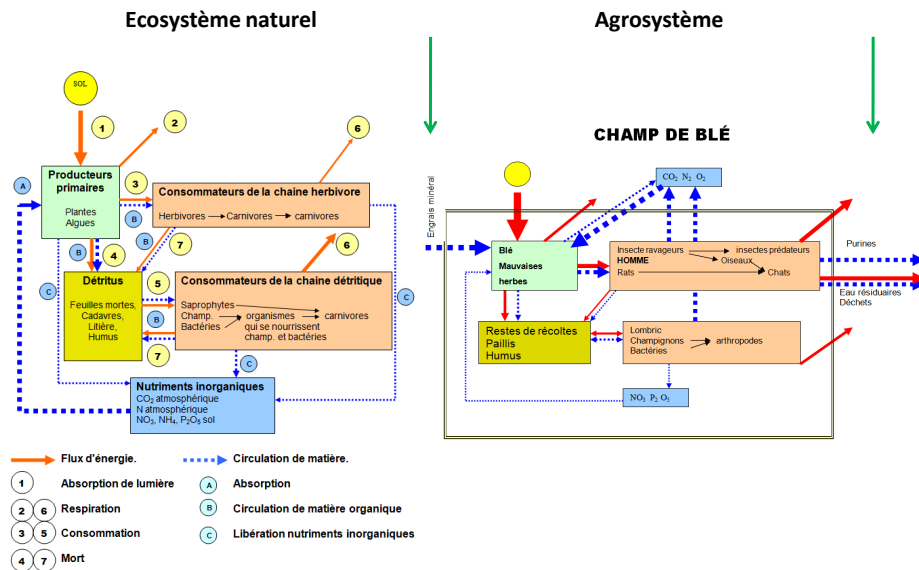 Ecosystème naturel
Agrosystème
SOL
1
2
6
CHAMP DE BLÉ
A
Producteurs
primaires
Plantes
Algues
3
B
Consommateurs de la chaine herbivore
Herbivores Carnivores carnivores
B
4
B
7
6
C
C
Détritus
Feuilles mortes,
Cadavres,
Litière,
Humus
5
B
7
Consommateurs de la chaine détritique
Saprophytes
Champ. organismes carnivores
Bactéries qui se nourrissent
champ. et bactéries
C
Nutriments inorganiques
CO2 atmosphérique
N atmosphérique
NO3, NH4, P2O5 sol
CO2 N2 O2
Engrais minéral
Blé
Mauvaises
herbes
Insecte ravageurs insectes prédateurs
HOMME Oiseaux
Rats Chats
Purines
Eau résiduaires
Déchets
Restes de récoltes
Paillis
Humus
Lombric
Champignons arthropodes
Bactéries
NO3 P2 O5
Flux d'énergie. Circulation de matière.
1 Absorption de lumière A Absorption
2 6 Respiration B Circulation de matière organique
3 5 Consommation C Libération nutriments inorganiques
4 7 Mort